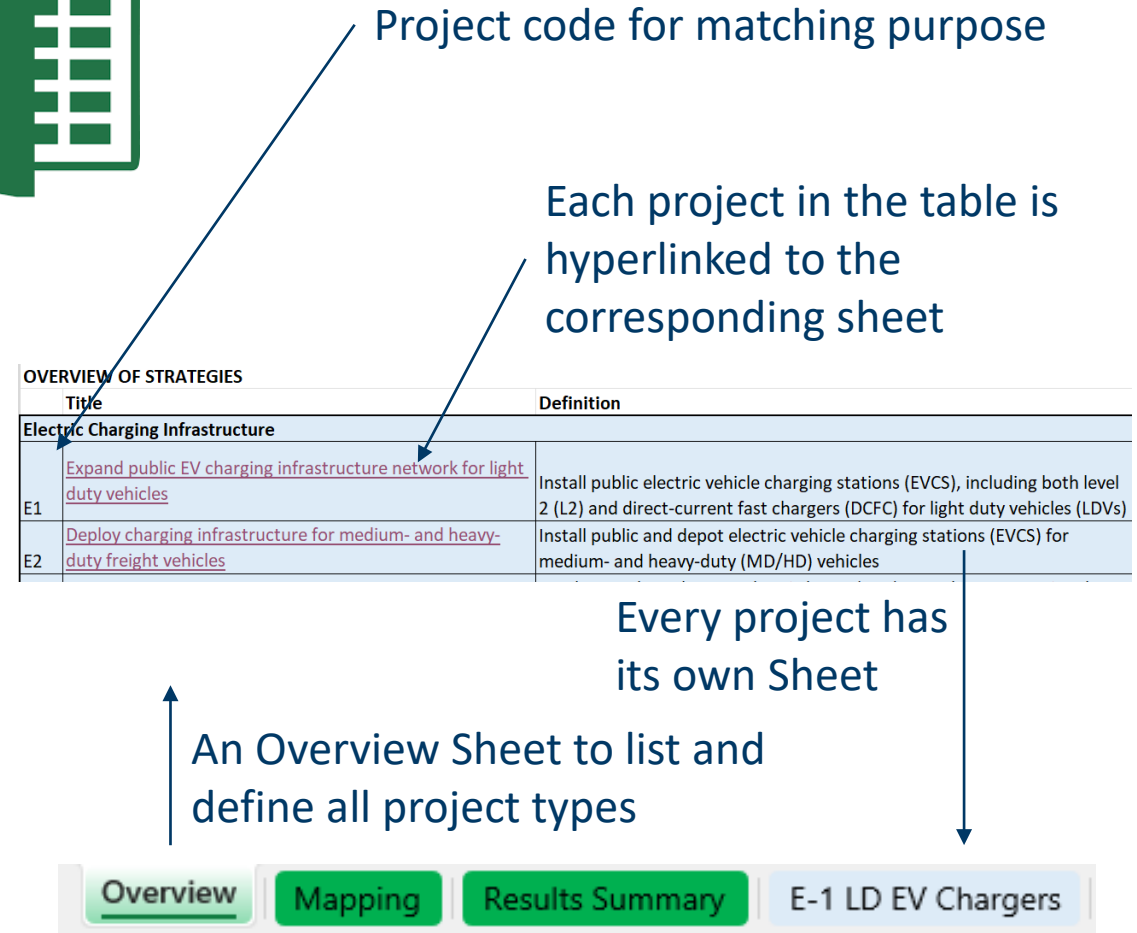 Project code for matching purpose
Each project in the table is
hyperlinked to the
corresponding sheet
OVERVIEW OF STRATEGIES
Title Definition
Electric Charging Infrastructure
E1 Expand public EV charging infrastructure network for light
duty vehicles
Install public electric vehicle charging stations (EVCS), including both level
2 (L2) and direct-current fast chargers (DCFC) for light duty vehicles (LDVs)
E2 Deploy charging infrastructure for medium- and heavy-
duty freight vehicles
Install public and depot electric vehicle charging stations (EVCS) for
medium- and heavy-duty (MD/HD) vehicles
Every project has
its own Sheet
An Overview Sheet to list and
define all project types
Overview Mapping Results Summary E-1 LD EV Chargers